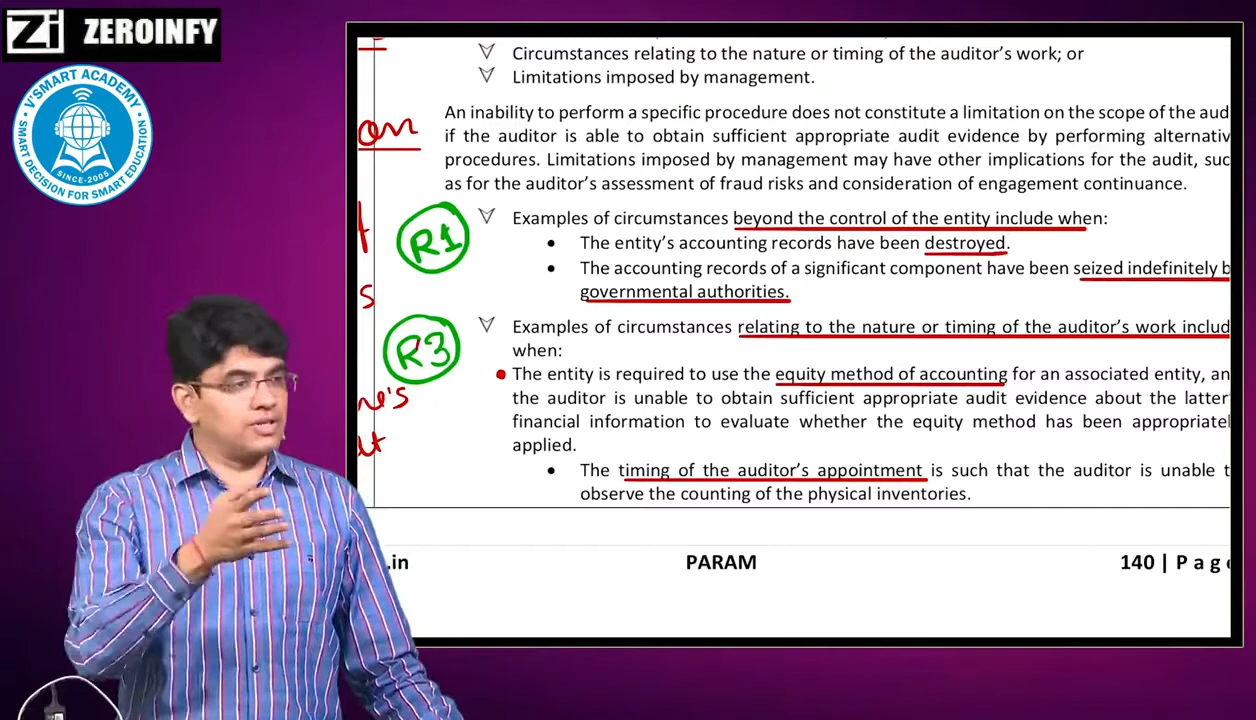 Zi ZEROINFY
V'SMART ACADEMY
SINCE-2005
SMART DECISION FOR SMART EDUCATION
Circumstances relating to the nature or timing of the auditor's work; or
Limitations imposed by management.
An inability to perform a specific procedure does not constitute a limitation on the scope of the aud
if the auditor is able to obtain sufficient appropriate audit evidence by performing alternativ
procedures. Limitations imposed by management may have other implications for the audit, suc
as for the auditor's assessment of fraud risks and consideration of engagement continuance.
on
R1
Examples of circumstances beyond the control of the entity include when:
• The entity's accounting records have been destroyed.
• The accounting records of a significant component have been seized indefinitely b
governmental authorities.
s
R3
Examples of circumstances relating to the nature or timing of the auditor's work includ
when:
• The entity is required to use the equity method of accounting for an associated entity, an
the auditor is unable to obtain sufficient appropriate audit evidence about the latter
financial information to evaluate whether the equity method has been appropriatel
applied.
• The timing of the auditor's appointment is such that the auditor is unable t
observe the counting of the physical inventories.
.in PARAM 140 | P a g e